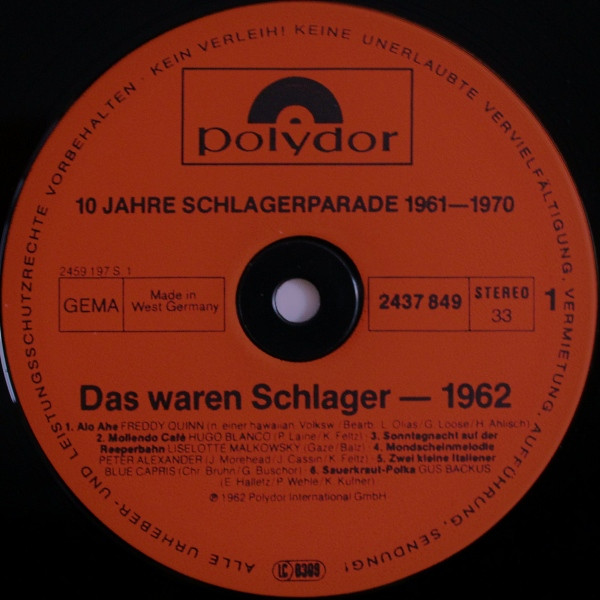 ALLE URHEBER- UND LEISTUNGSSCHUTZRECHTE VORBEHALTEN · KEIN VERLEIH! KEINE UNERLAUBTE VERVIELFÄLTIGUNG, VERMIETUNG, AUFFÜHRUNG, SENDUNG!
polydor
10 JAHRE SCHLAGERPARADE 1961—1970
2459 197 S 1
GEMA
Made in
West Germany
2437 849
STEREO
33
1
Das waren Schlager — 1962
1. Alo Ahe FREDDY QUINN (n. einer hawaiian. Volksw./Bearb. L. Olias/G. Loose/H. Ahlisch)
2. Mollendo Café HUGO BLANCO (P. Laine/K. Feltz) 3. Sonntagnacht auf der
Reeperbahn LISELOTTE MALKOWSKY (Gaze/Balz) 4. Mondscheinmelodie
PETER ALEXANDER (J. Morehead/J. Cassin/K. Feltz) 5. Zwei kleine Italiener
BLUE CAPRIS (Chr. Bruhn/G. Buschor) 6. Sauerkraut-Polka GUS BACKUS
(E. Halletz/P. Wehle/K. Kulner)
℗ 1962 Polydor International GmbH
LC 0309